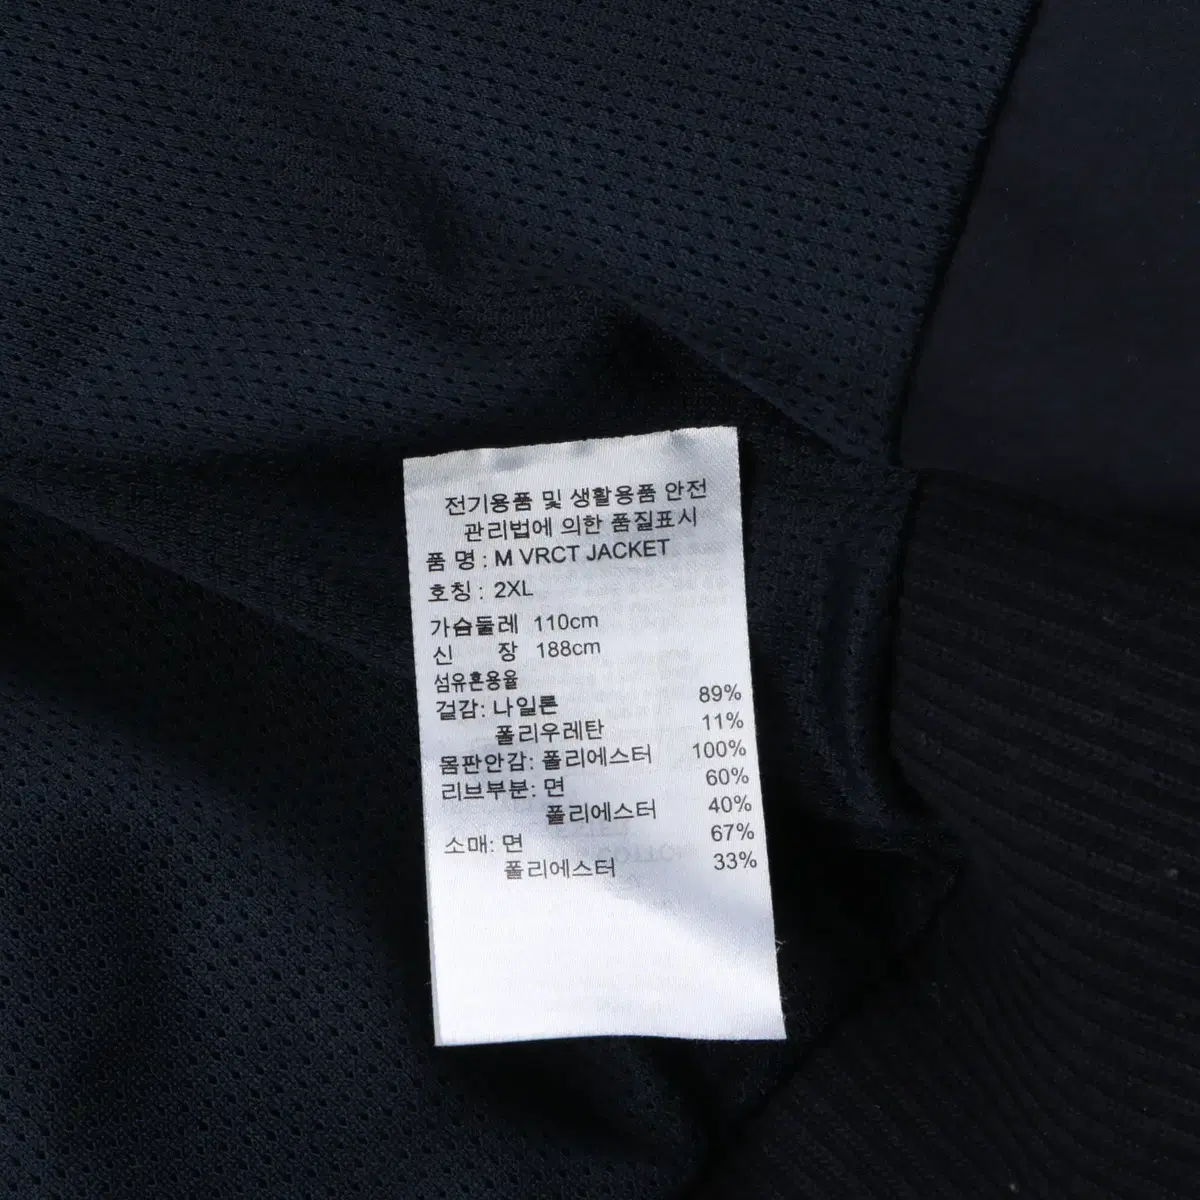 전기용품 및 생활용품 안전
관리법에 의한 품질표시
품 명 : M VRCT JACKET
호칭 : 2XL
가슴둘레 110cm
신 장 188cm
섬유혼용율
걸감: 나일론 89%
폴리우레탄 11%
몸판안감: 폴리에스터 100%
리브부분: 면 60%
폴리에스터 40%
소매: 면 67%
폴리에스터 33%